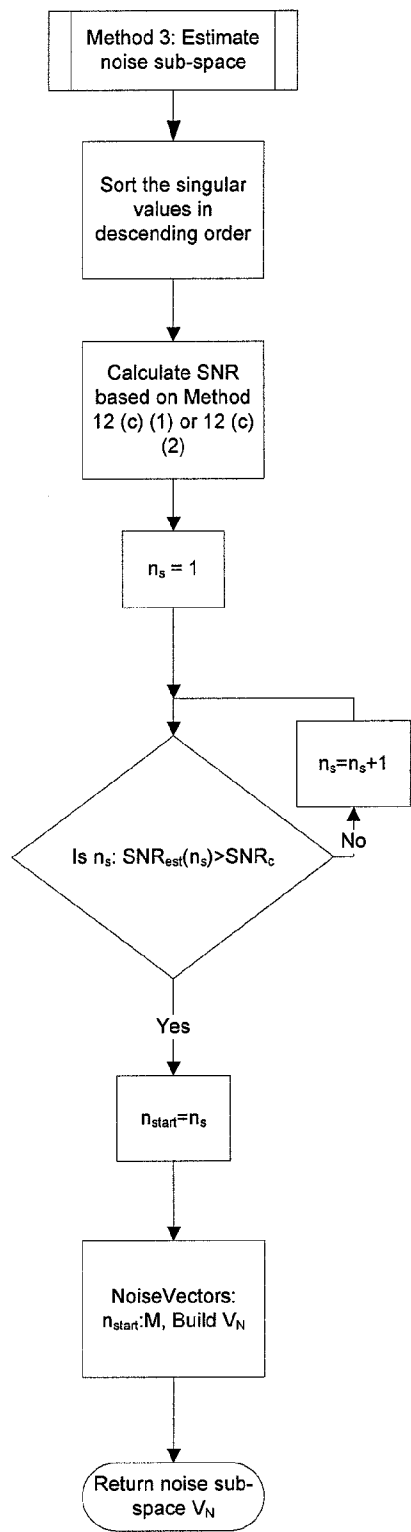 Method 3: Estimate
noise sub-space
Sort the singular
values in
descending order
Calculate SNR
based on Method
12 (c) (1) or 12 (c)
(2)
nₛ = 1
nₛ=nₛ+1
Is nₛ: SNRest(nₛ)>SNRc
No
Yes
nstart=nₛ
NoiseVectors:
nstart:M, Build VN
Return noise sub-
space VN